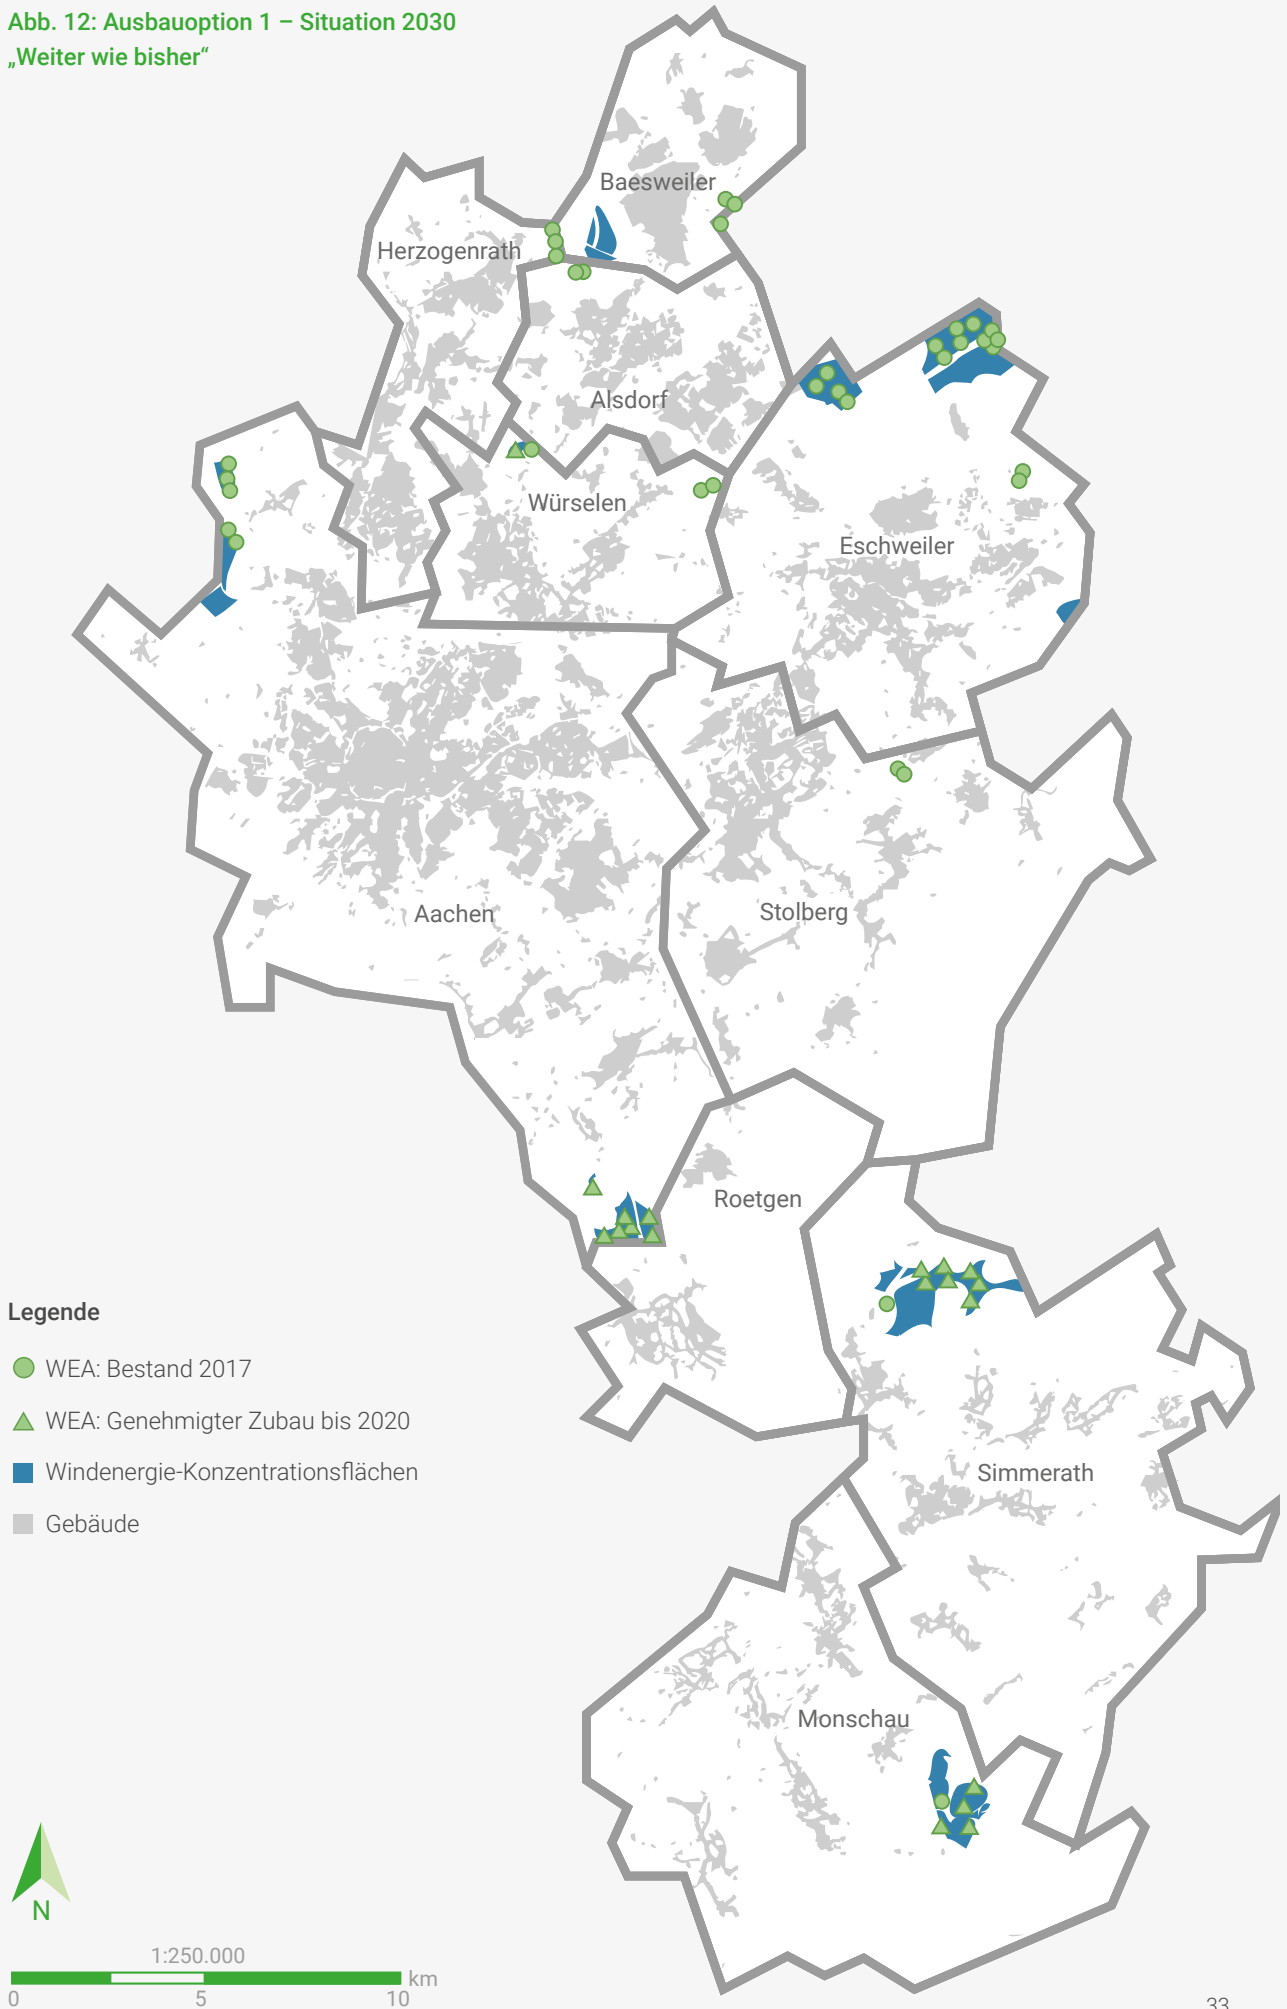 Abb. 12: Ausbauoption 1 – Situation 2030
„Weiter wie bisher“
Baesweiler
Herzogenrath
Alsdorf
Würselen
Eschweiler
Aachen
Stolberg
Roetgen
Legende
WEA: Bestand 2017
WEA: Genehmigter Zubau bis 2020
Windenergie-Konzentrationsflächen
Gebäude
Simmerath
Monschau
N
1:250.000
km
0 5 10
33